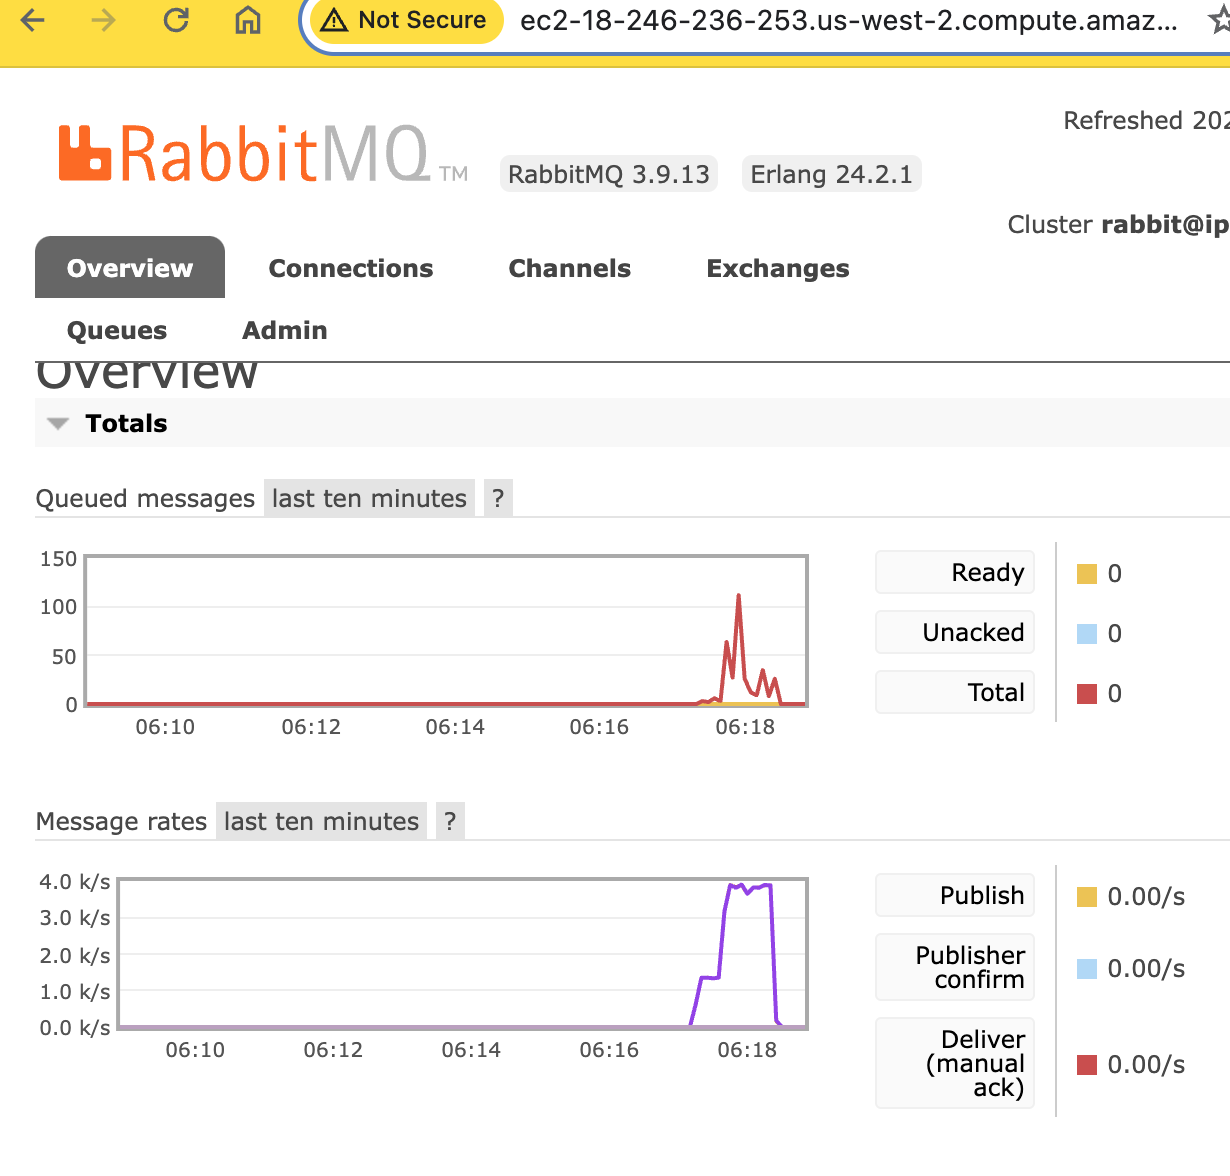 Not Secure ec2-18-246-236-253.us-west-2.compute.amaz...
Refreshed 202
RabbitMQ TM RabbitMQ 3.9.13 Erlang 24.2.1
Cluster rabbit@ip
Overview Connections Channels Exchanges
Queues Admin
Overview
Totals
Queued messages last ten minutes ?
150
100
50
0
06:10 06:12 06:14 06:16 06:18
Ready 0
Unacked 0
Total 0
Message rates last ten minutes ?
4.0 k/s
3.0 k/s
2.0 k/s
1.0 k/s
0.0 k/s
06:10 06:12 06:14 06:16 06:18
Publish 0.00/s
Publisher
confirm 0.00/s
Deliver
(manual 0.00/s
ack)